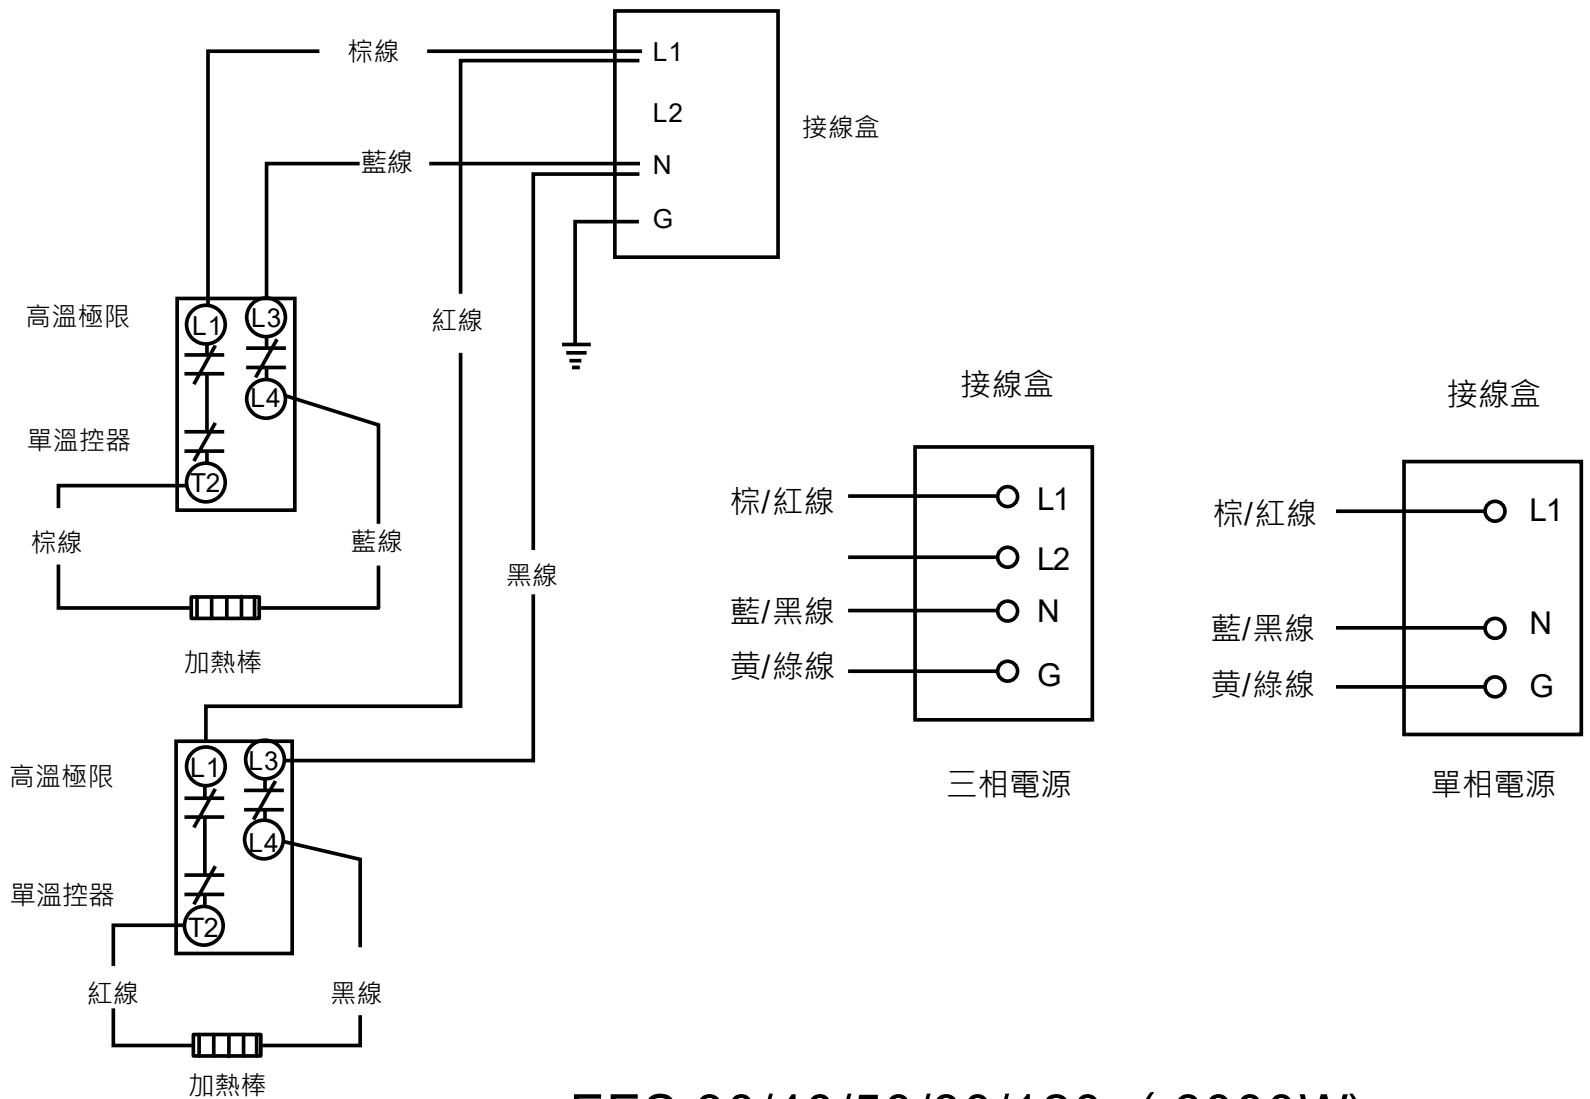 棕線
L1
L2
接線盒
藍線
N
G
高溫極限
L1
L3
紅線
L4
單溫控器
T2
棕線
藍線
黑線
加熱棒
高溫極限
L1
L3
L4
單溫控器
T2
紅線
黑線
加熱棒
接線盒
棕/紅線
L1
L2
藍/黑線
N
黄/綠線
G
三相電源
接線盒
棕/紅線
L1
藍/黑線
N
黄/綠線
G
單相電源